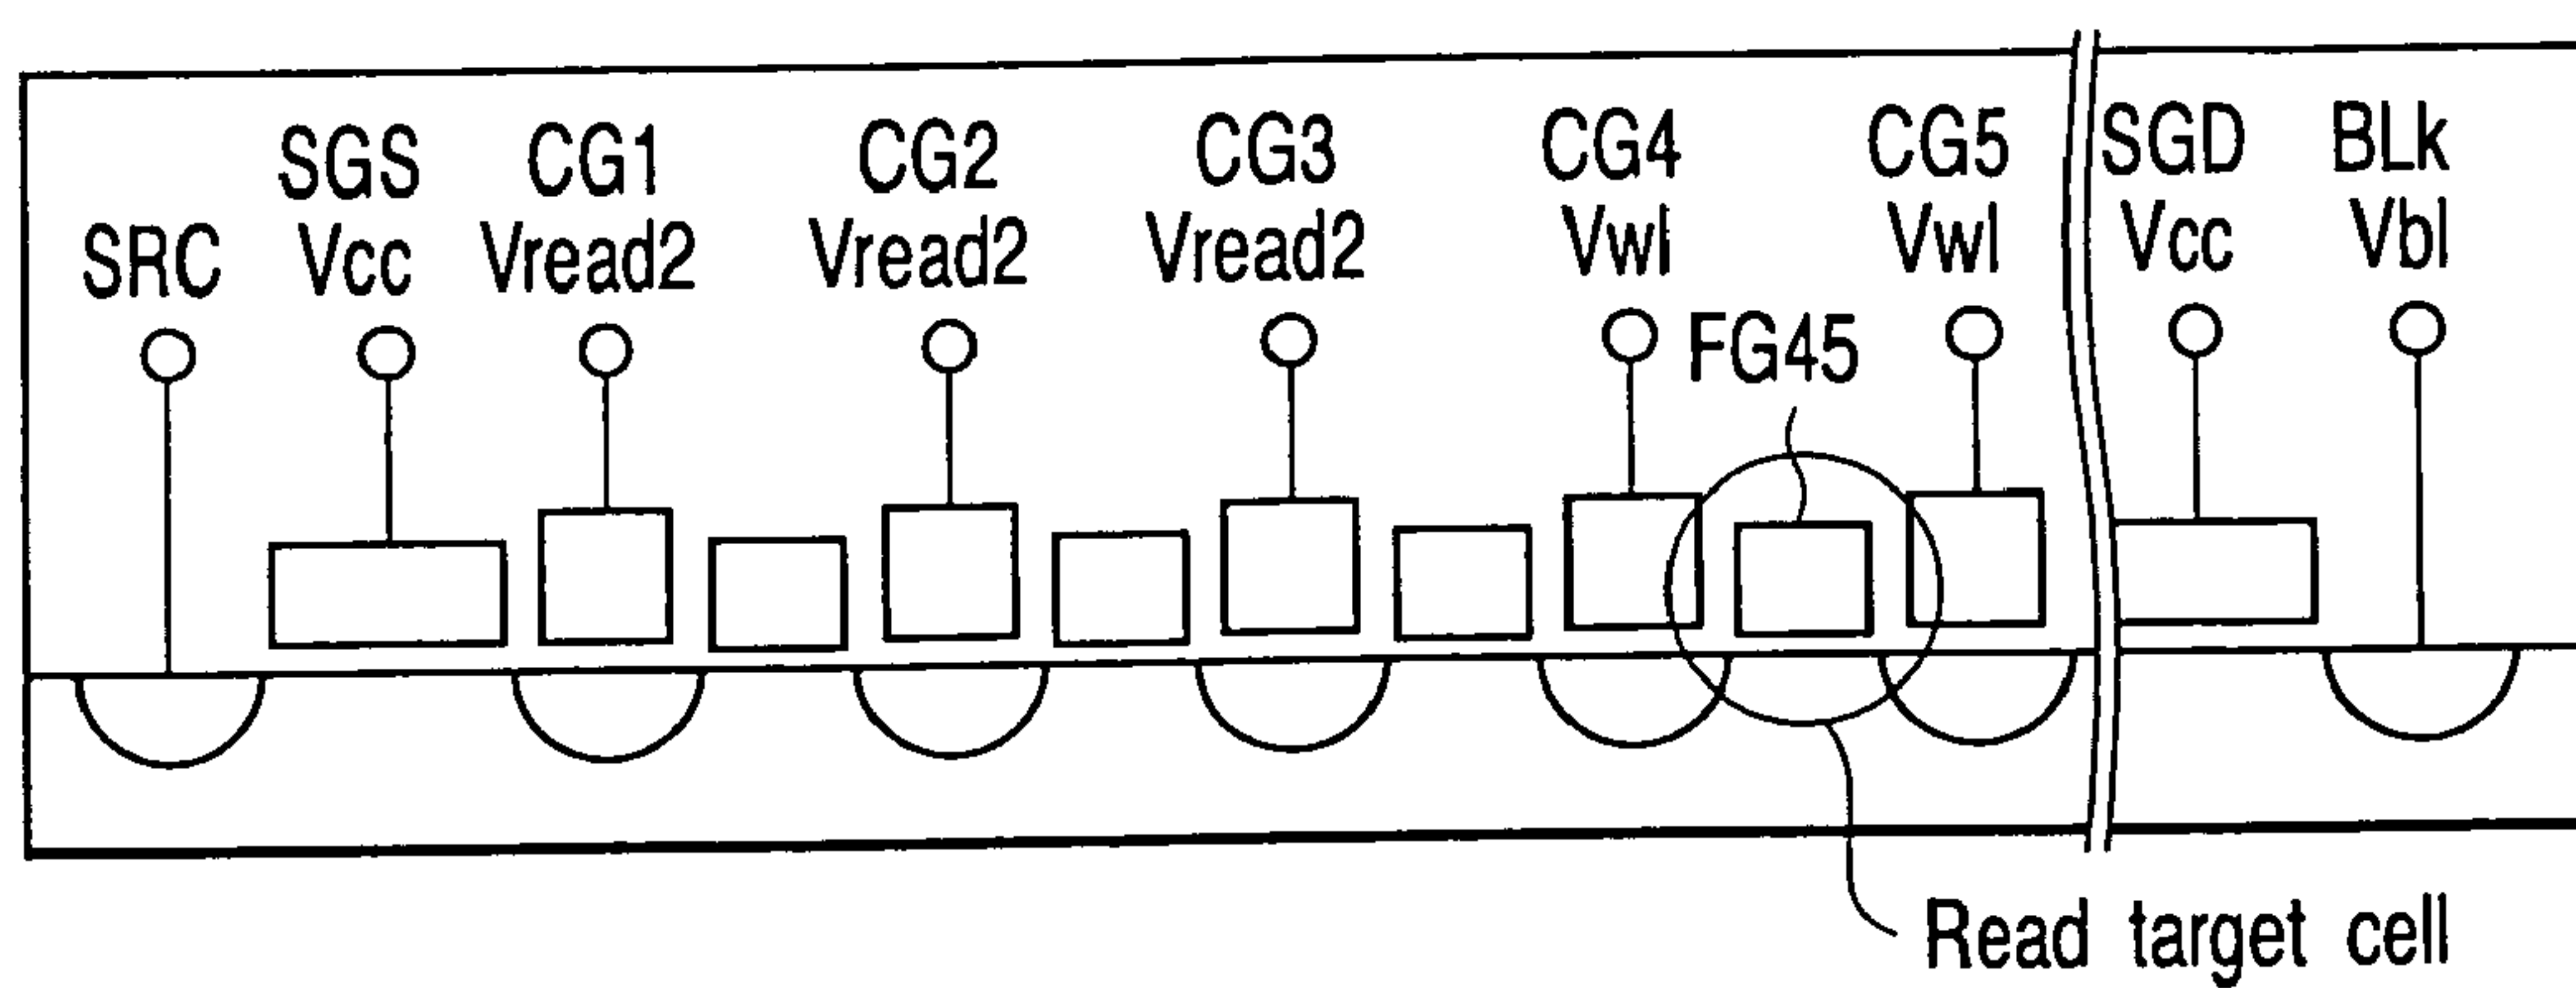 SRC
SGS
Vcc
CG1
Vread2
CG2
Vread2
CG3
Vread2
CG4
Vwl
CG5
Vwl
SGD
Vcc
BLk
Vbl
FG45
Read target cell